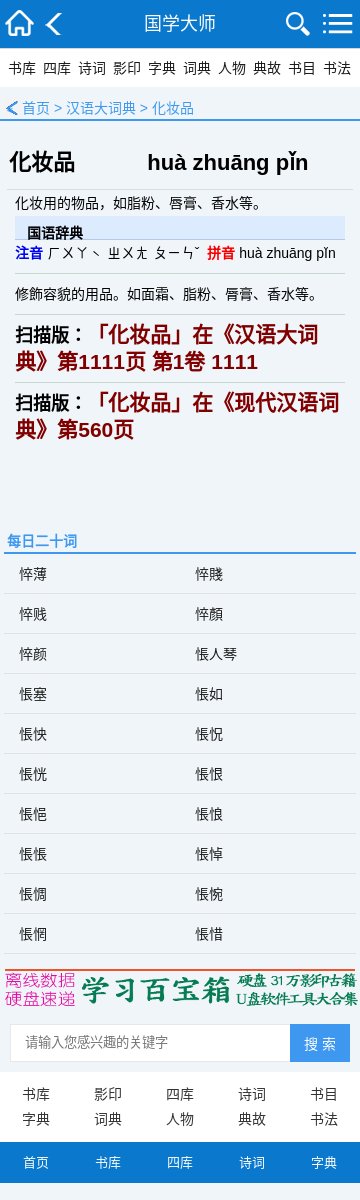 国学大师
书库 四库 诗词 影印 字典 词典 人物 典故 书目 书法
首页 > 汉语大词典 > 化妆品
化妆品 huà zhuāng pǐn
化妆用的物品，如脂粉、唇膏、香水等。
国语辞典
注音 ㄏㄨㄚˋ ㄓㄨㄤ ㄆㄧㄣˇ 拼音 huà zhuāng pǐn
修飾容貌的用品。如面霜、脂粉、唇膏、香水等。
扫描版：「化妆品」在《汉语大词
典》第1111页 第1卷 1111
扫描版：「化妆品」在《现代汉语词
典》第560页
每日二十词
悴薄 悴賤
悴贱 悴顏
悴颜 悵人琴
悵塞 悵如
悵怏 悵怳
悵恍 悵恨
悵悒 悵悢
悵悵 悵悼
悵惆 悵惋
悵惘 悵惜
离线数据 学习百宝箱 硬盘 31 万影印古籍
硬盘速递 U盘软件工具大合集
请输入您感兴趣的关键字 搜 索
书库 影印 四库 诗词 书目
字典 词典 人物 典故 书法
首页 书库 四库 诗词 字典